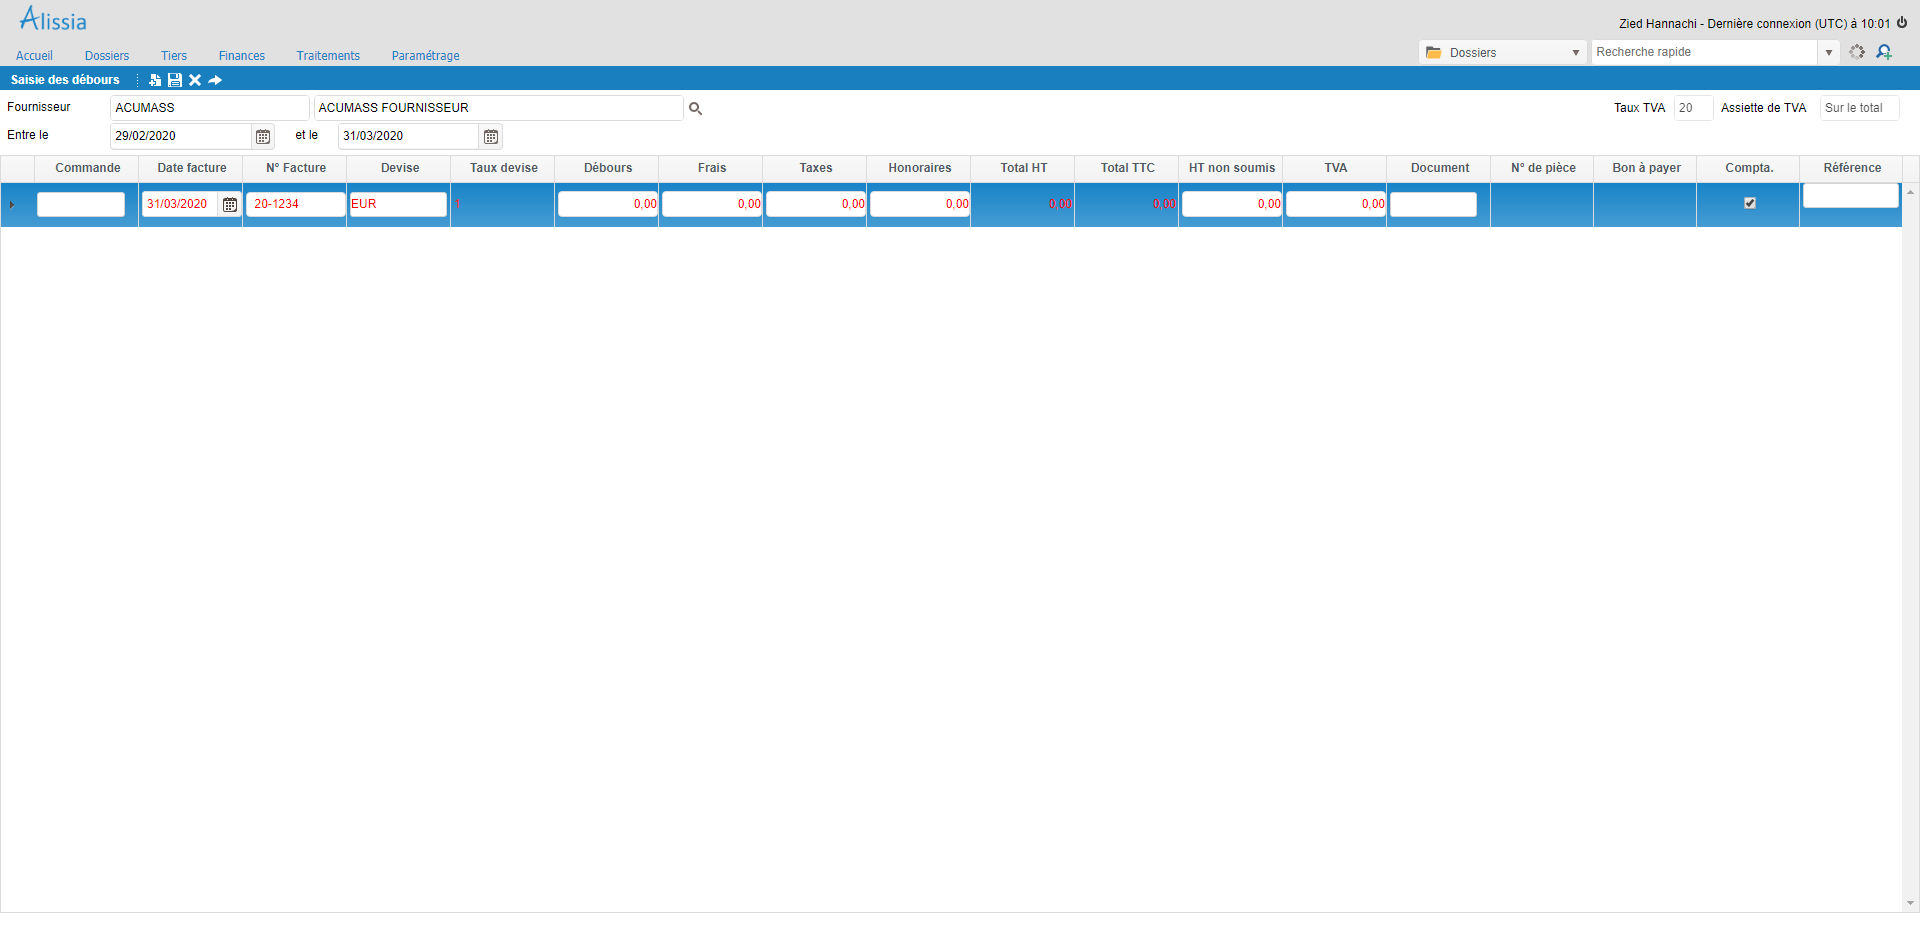 Alissia
Zied Hannachi - Dernière connexion (UTC) à 10:01
Accueil Dossiers Tiers Finances Traitements Paramétrage
Dossiers Recherche rapide
Saisie des débours
Fournisseur ACUMASS ACUMASS FOURNISSEUR Taux TVA 20 Assiette de TVA Sur le total
Entre le 29/02/2020 et le 31/03/2020
Commande Date facture N° Facture Devise Taux devise Débours Frais Taxes Honoraires Total HT Total TTC HT non soumis TVA Document N° de pièce Bon à payer Compta. Référence
31/03/2020 20-1234 EUR 1 0,00 0,00 0,00 0,00 0,00 0,00 0,00 0,00